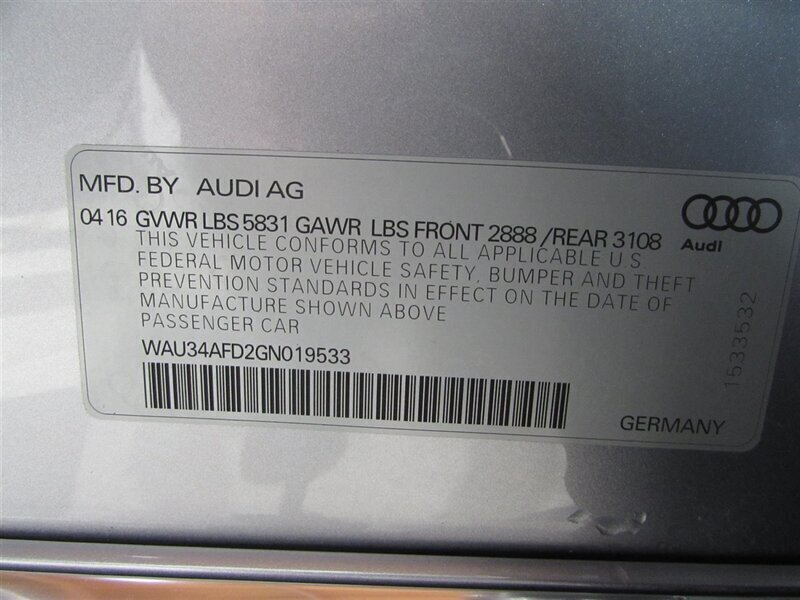 MFD. BY AUDI AG
04 16 GVWR LBS 5831 GAWR LBS FRONT 2888 /REAR 3108
Audi
THIS VEHICLE CONFORMS TO ALL APPLICABLE U S
FEDERAL MOTOR VEHICLE SAFETY, BUMPER AND THEFT
PREVENTION STANDARDS IN EFFECT ON THE DATE OF
MANUFACTURE SHOWN ABOVE
PASSENGER CAR
WAU34AFD2GN019533
1533532
GERMANY